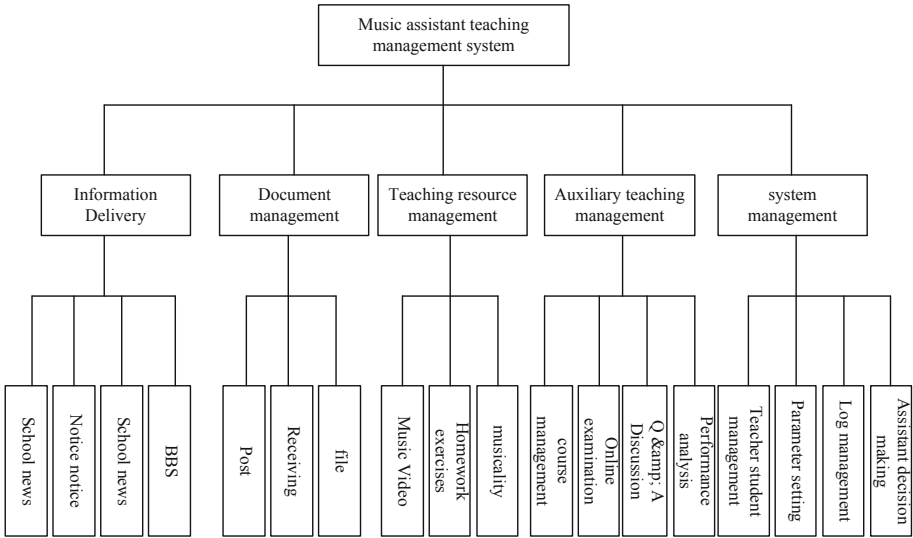 Music assistant teaching
management system
Information
Delivery
Document
management
Teaching resource
management
Auxiliary teaching
management
system
management
School news
Notice notice
School news
BBS
Post
Receiving
file
Music Video
Homework
exercises
musicality
course
management
Online
examination
Q &amp; A
Discussion
Performance
analysis
Teacher student
management
Parameter setting
Log management
Assistant decision
making